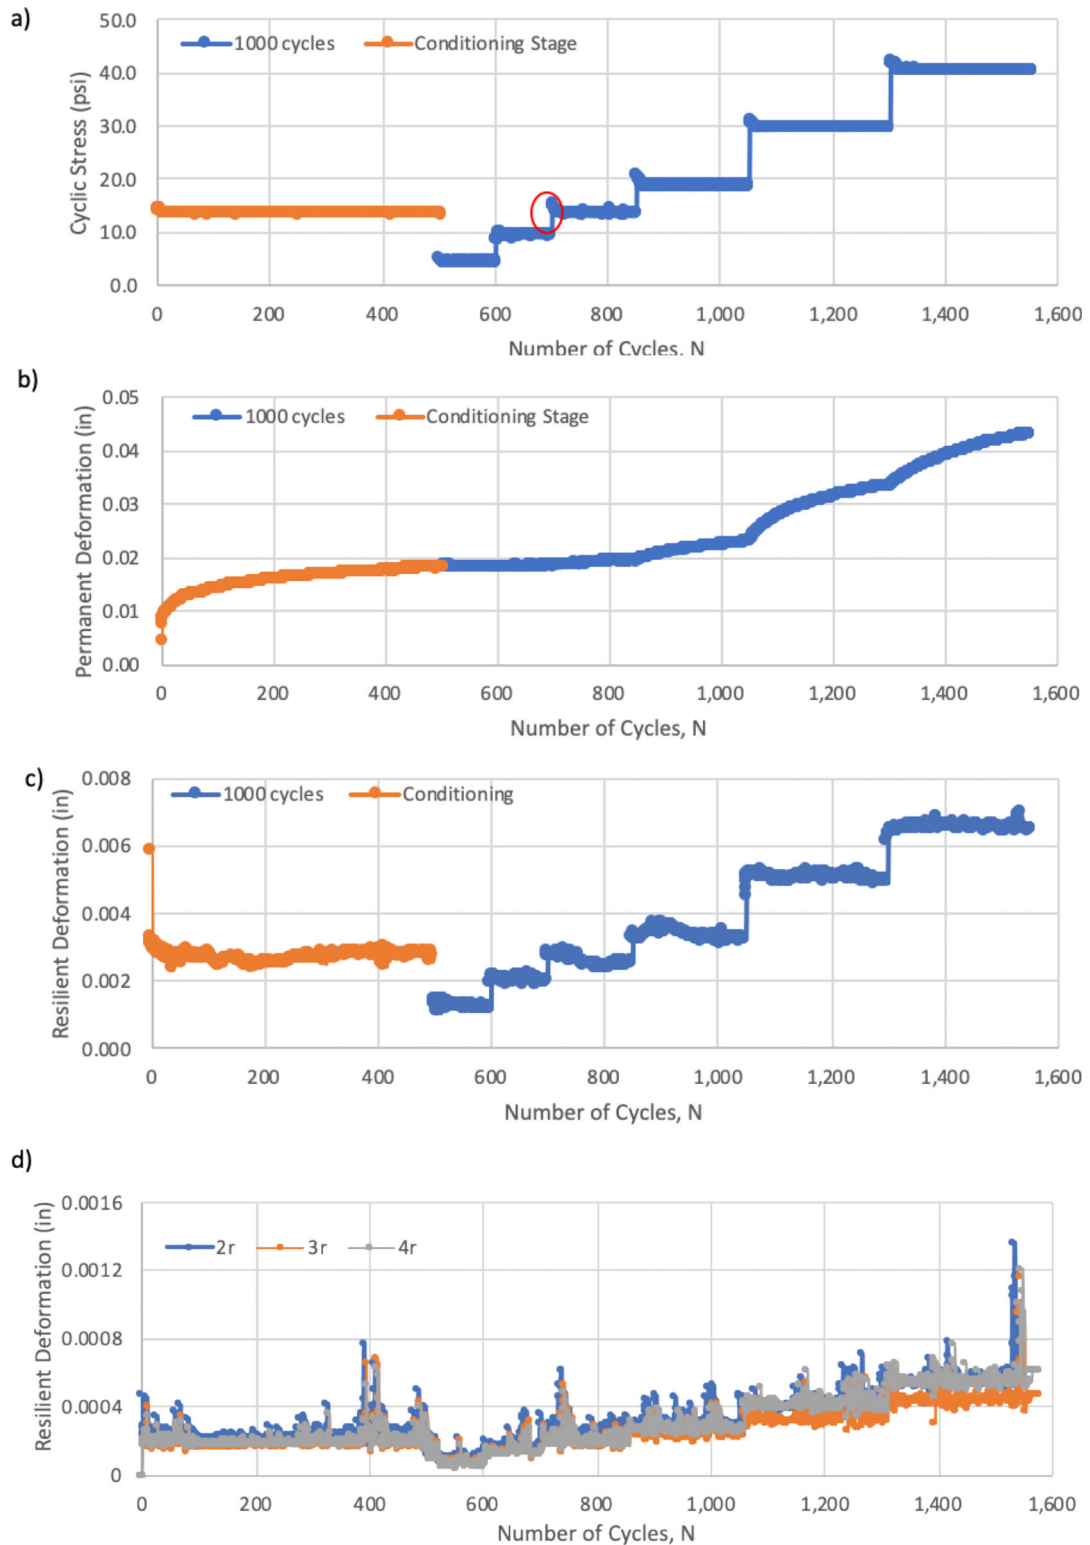 a)
Cyclic Stress (psi)
50.0
40.0
30.0
20.0
10.0
0.0
1000 cycles
Conditioning Stage
0 200 400 600 800 1,000 1,200 1,400 1,600
Number of Cycles, N
b)
Permanent Deformation (in)
0.05
0.04
0.03
0.02
0.01
0.00
1000 cycles
Conditioning Stage
0 200 400 600 800 1,000 1,200 1,400 1,600
Number of Cycles, N
c)
Resilient Deformation (in)
0.008
0.006
0.004
0.002
0.000
1000 cycles
Conditioning
0 200 400 600 800 1,000 1,200 1,400 1,600
Number of Cycles, N
d)
Resilient Deformation (in)
0.0016
0.0012
0.0008
0.0004
0
2r 3r 4r
0 200 400 600 800 1,000 1,200 1,400 1,600
Number of Cycles, N